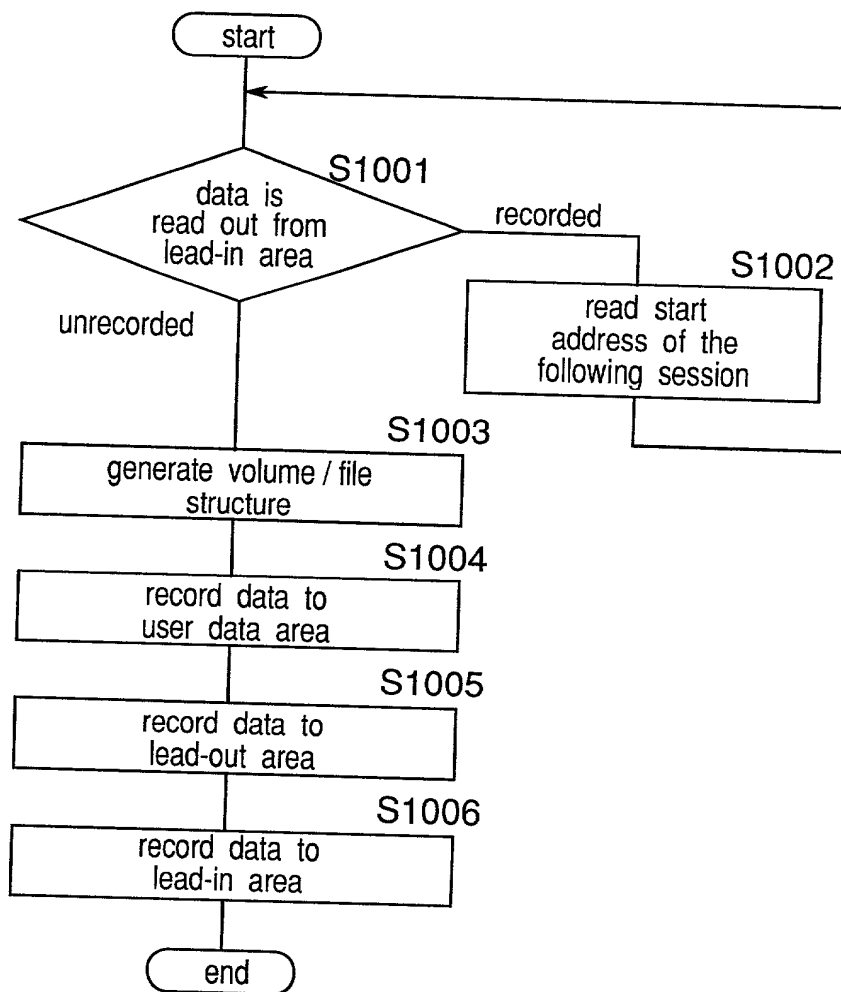 start
S1001
data is
read out from
lead-in area
recorded
unrecorded
S1002
read start
address of the
following session
S1003
generate volume / file
structure
S1004
record data to
user data area
S1005
record data to
lead-out area
S1006
record data to
lead-in area
end